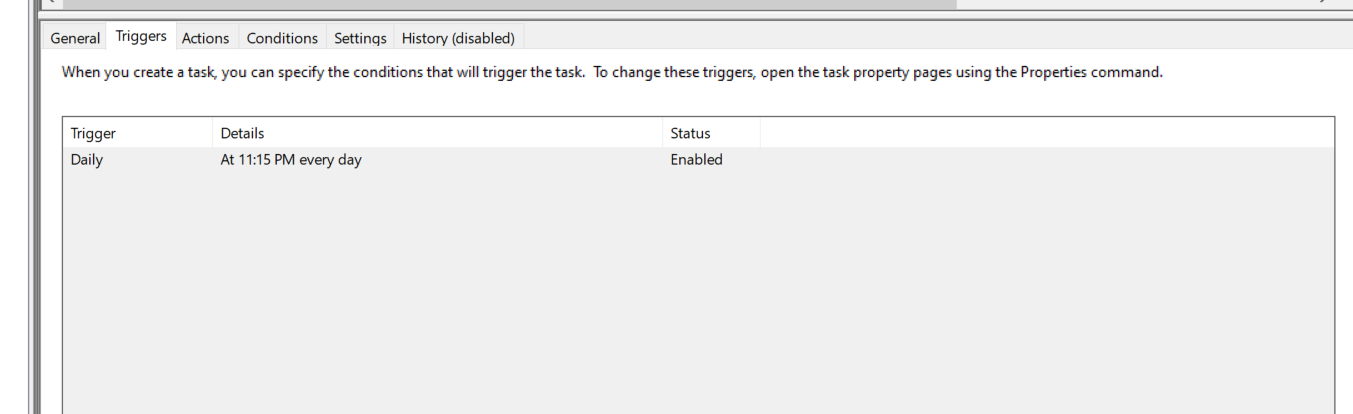 General Triggers Actions Conditions Settings History (disabled)
When you create a task, you can specify the conditions that will trigger the task.  To change these triggers, open the task property pages using the Properties command.
Trigger Details Status
Daily At 11:15 PM every day Enabled